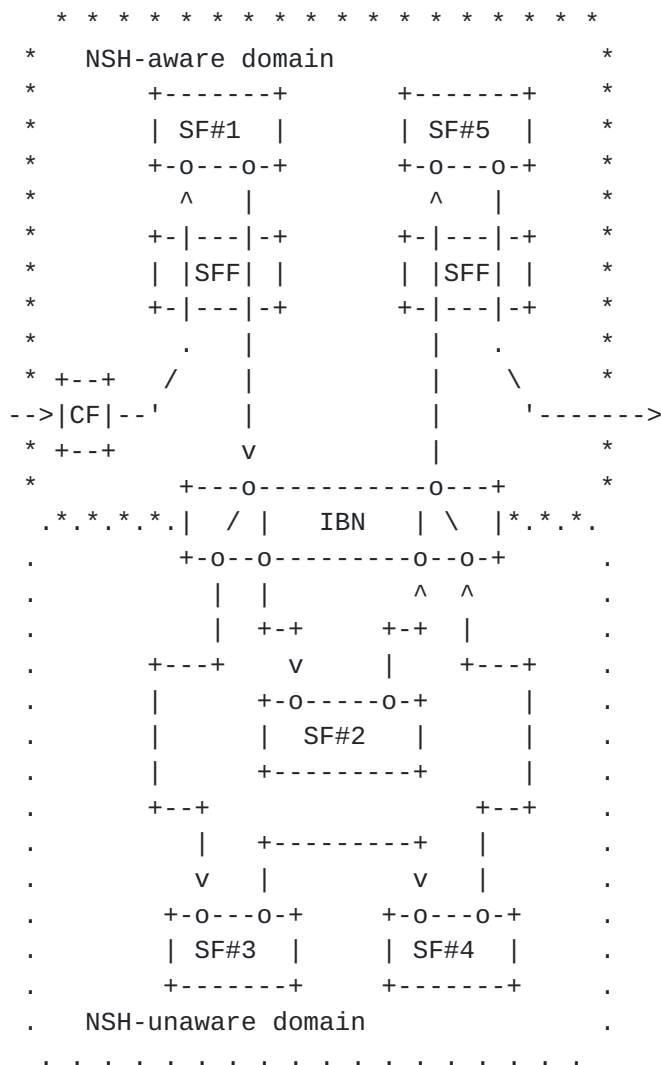 NSH-aware domain
SF#1 SF#5
SFF SFF
CF
IBN
SF#2
SF#3 SF#4
NSH-unaware domain